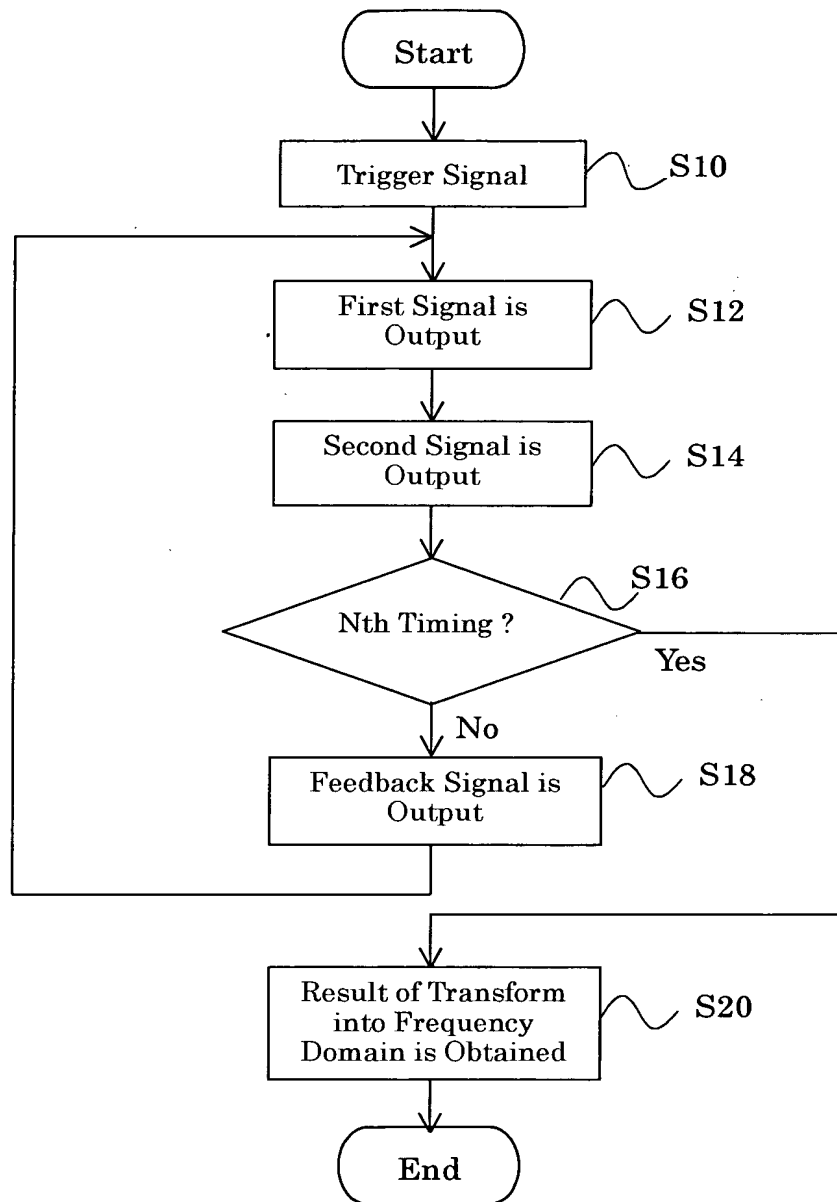 Start
Trigger Signal
S10
First Signal is
Output
S12
Second Signal is
Output
S14
S16
Nth Timing ?
Yes
No
Feedback Signal is
Output
S18
Result of Transform
into Frequency
Domain is Obtained
S20
End